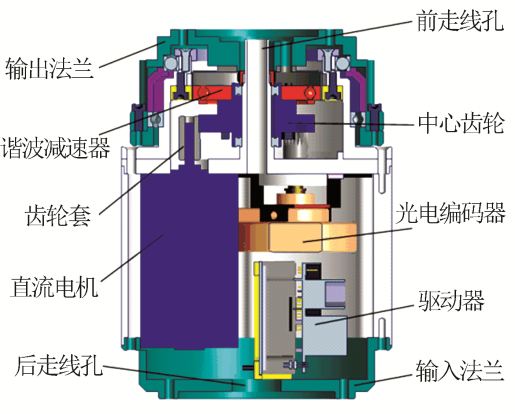 前走线孔
输出法兰
谐波减速器
中心齿轮
齿轮套
光电编码器
直流电机
驱动器
后走线孔
输入法兰